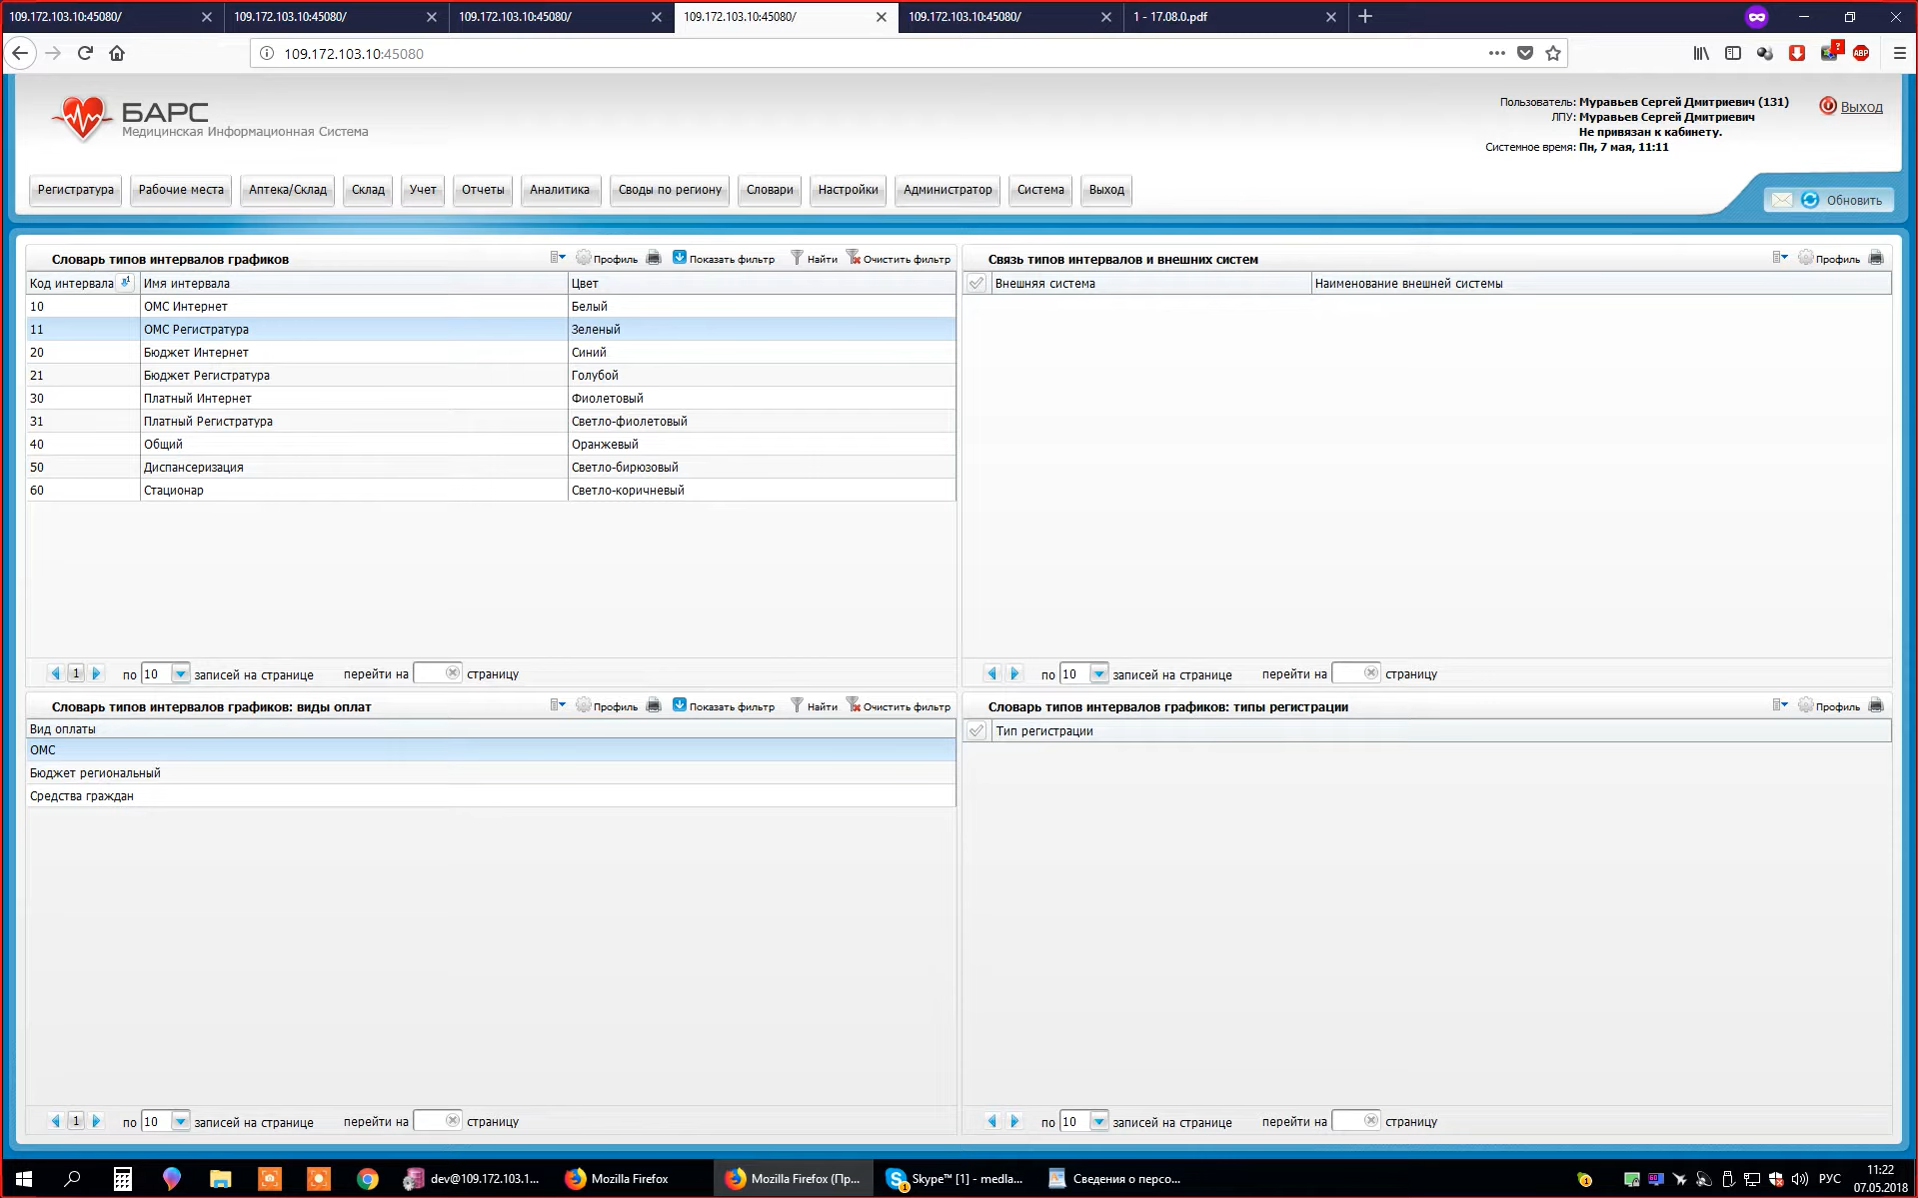 109.172.103.10:45080/ 109.172.103.10:45080/ 109.172.103.10:45080/ 109.172.103.10:45080/ 109.172.103.10:45080/ 1 - 17.08.0.pdf
109.172.103.10:45080
ABP
БАРС
Медицинская Информационная Система
Пользователь: Муравьев Сергей Дмитриевич (131)
ЛПУ: Муравьев Сергей Дмитриевич
Не привязан к кабинету.
Системное время: Пн, 7 мая, 11:11
Выход
Регистратура Рабочие места Аптека/Склад Склад Учет Отчеты Аналитика Своды по региону Словари Настройки Администратор Система Выход
Обновить
Словарь типов интервалов графиков Профиль Показать фильтр Найти Очистить фильтр
Код интервала Имя интервала Цвет
10 ОМС Интернет Белый
11 ОМС Регистратура Зеленый
20 Бюджет Интернет Синий
21 Бюджет Регистратура Голубой
30 Платный Интернет Фиолетовый
31 Платный Регистратура Светло-фиолетовый
40 Общий Оранжевый
50 Диспансеризация Светло-бирюзовый
60 Стационар Светло-коричневый
1 по 10 записей на странице перейти на страницу
Связь типов интервалов и внешних систем Профиль
Внешняя система Наименование внешней системы
по 10 записей на странице перейти на страницу
Словарь типов интервалов графиков: виды оплат Профиль Показать фильтр Найти Очистить фильтр
Вид оплаты
ОМС
Бюджет региональный
Средства граждан
1 по 10 записей на странице перейти на страницу
Словарь типов интервалов графиков: типы регистрации Профиль
Тип регистрации
по 10 записей на странице перейти на страницу
dev@109.172.103.1... Mozilla Firefox Mozilla Firefox (Пр... Skype™ [1] - medla... Сведения о персо... РУС 11:22
07.05.2018